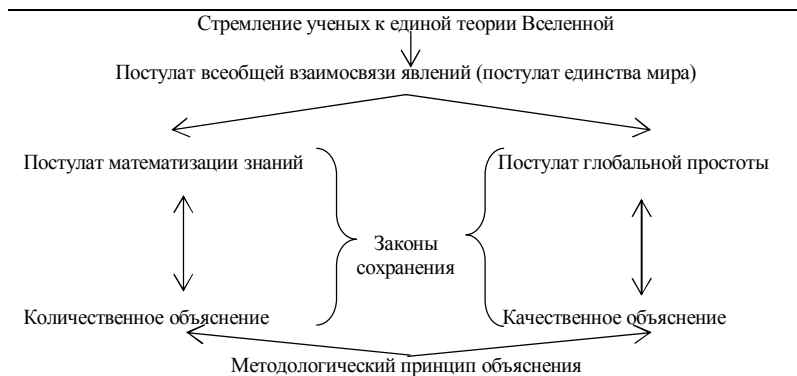 Стремление ученых к единой теории Вселенной
Постулат всеобщей взаимосвязи явлений (постулат единства мира)
Постулат математизации знаний
Постулат глобальной простоты
Законы
сохранения
Количественное объяснение
Качественное объяснение
Методологический принцип объяснения